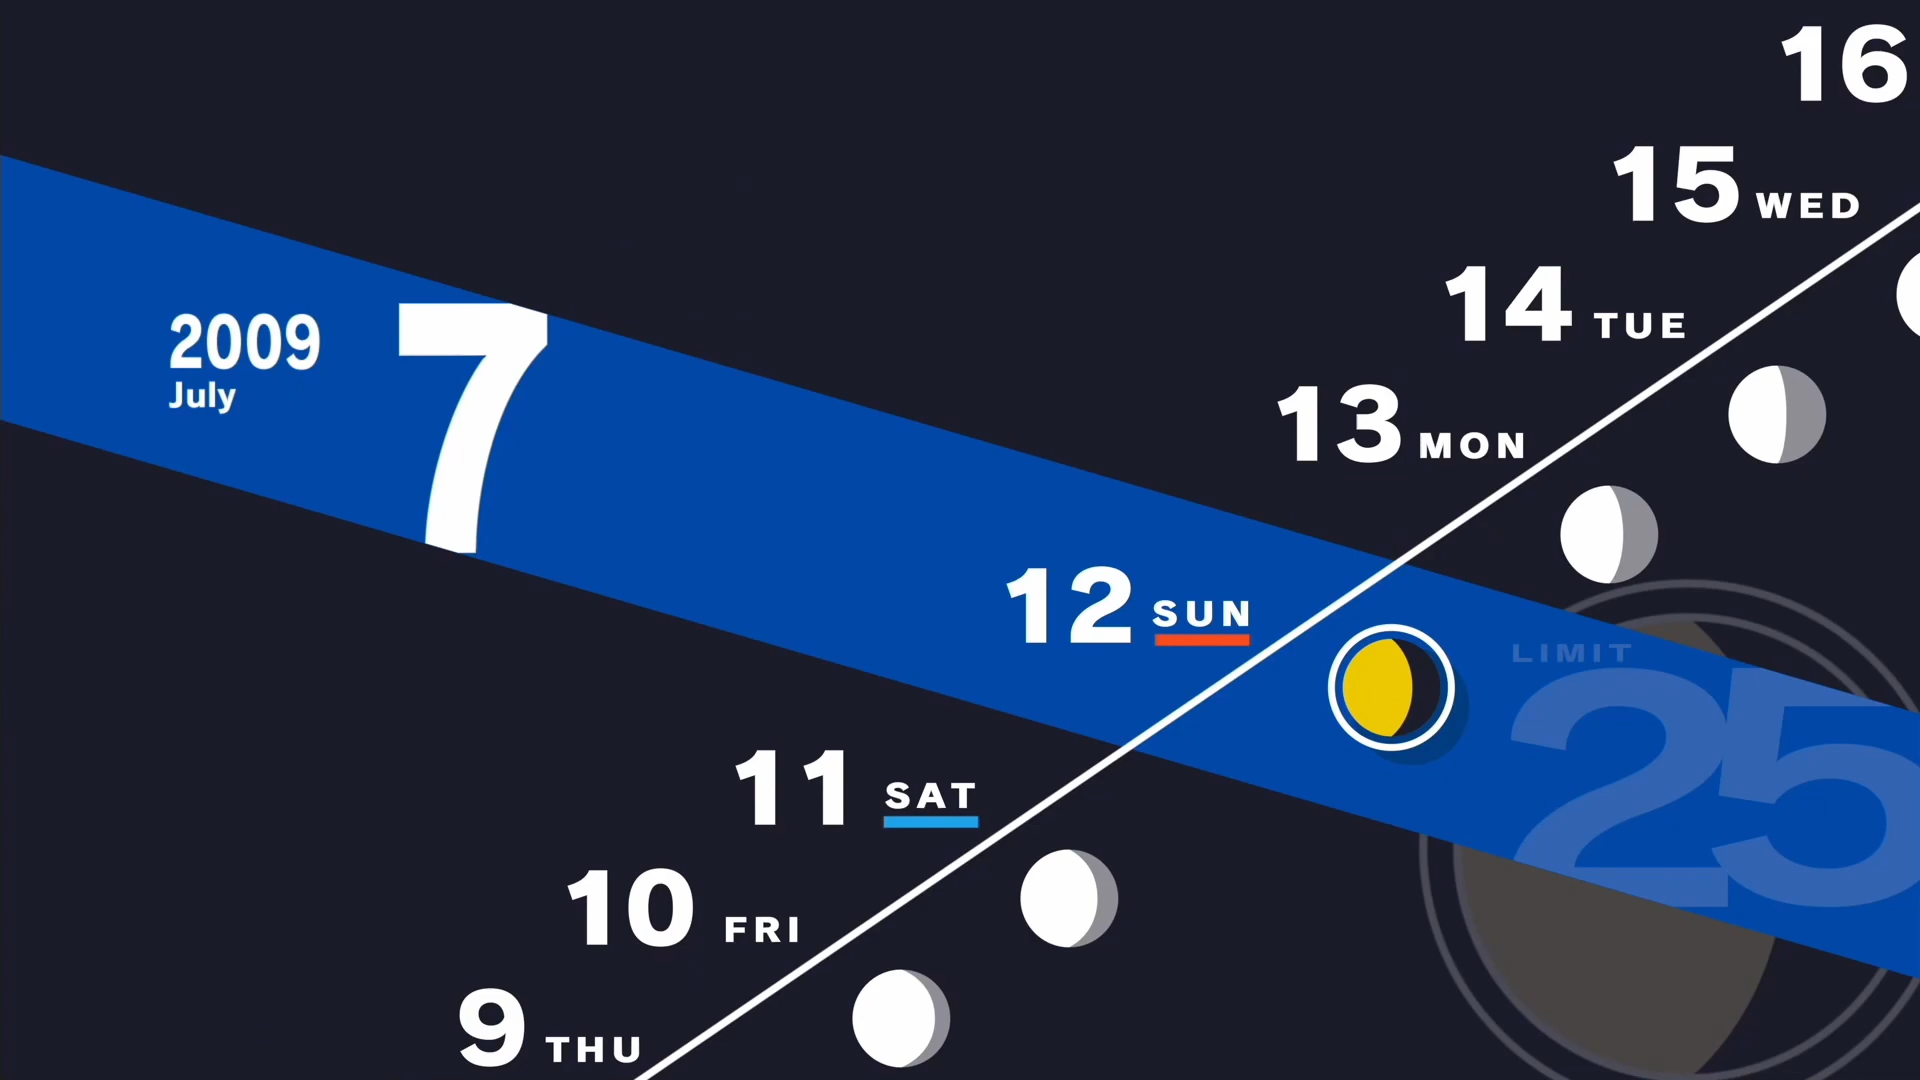 2009
July
7
16
15 WED
14 TUE
13 MON
12 SUN
11 SAT
10 FRI
9 THU
LIMIT
25